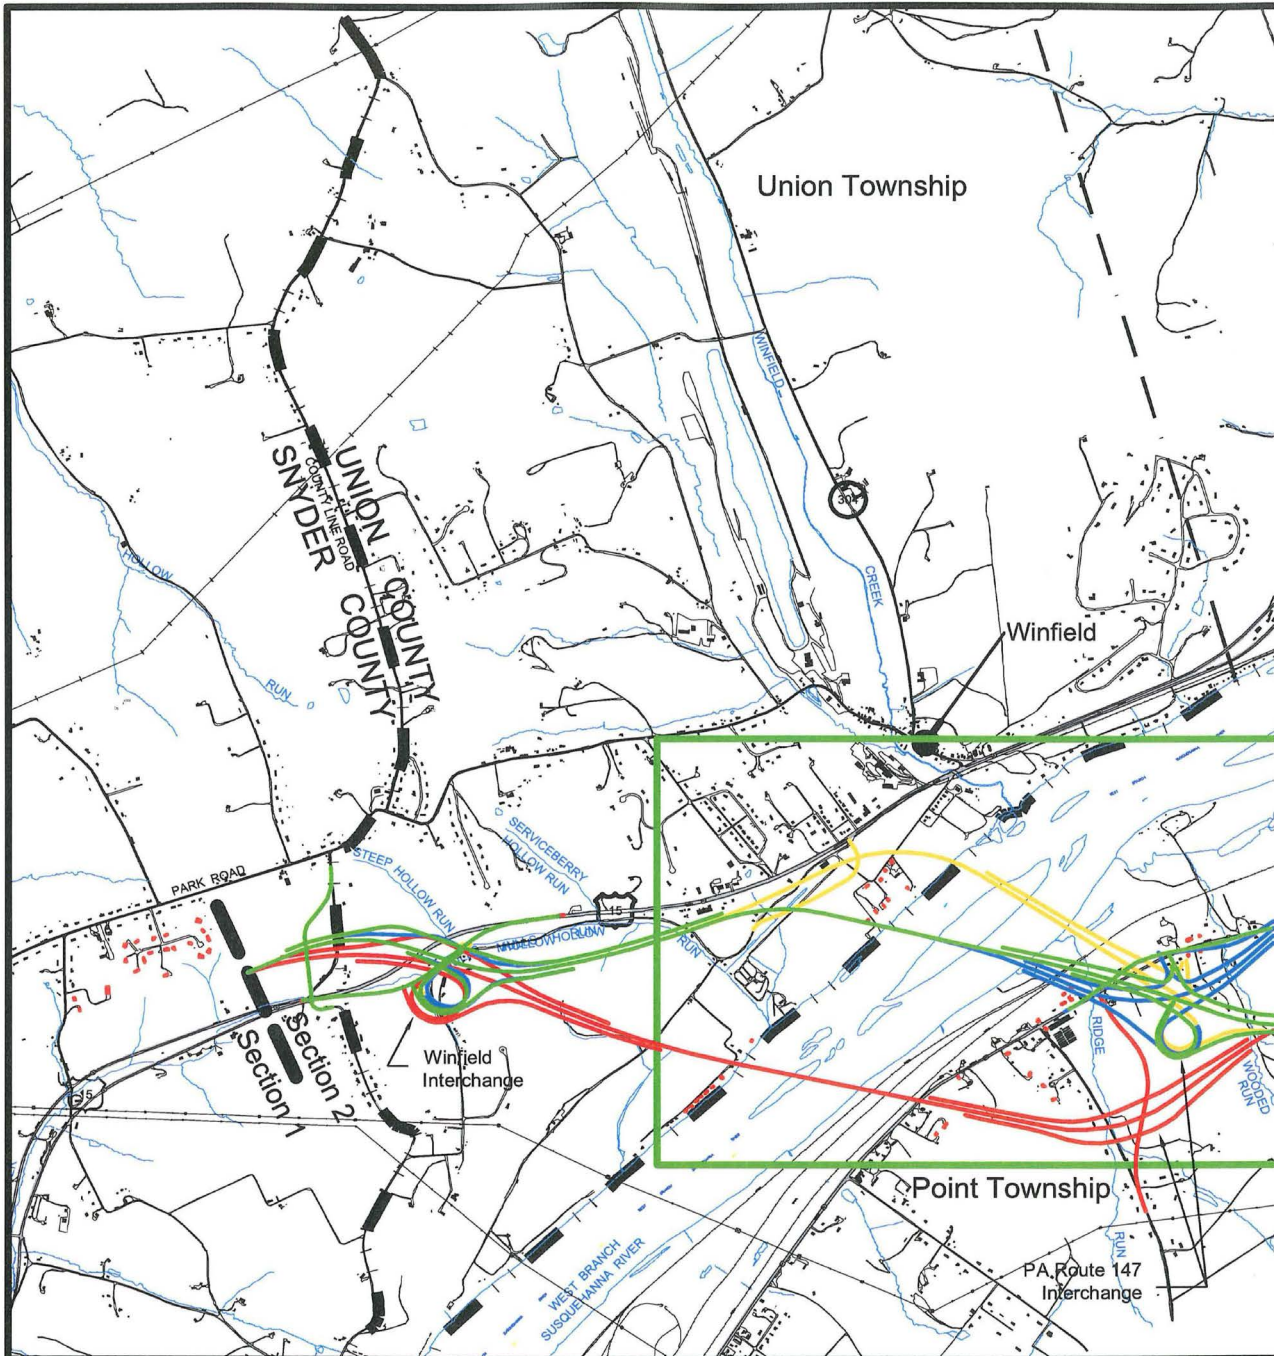 Union Township
WINFIELD
CREEK
304
UNION COUNTY
COUNTY LINE ROAD
SNYDER COUNTY
HOLLOW
RUN
Winfield
SERVICEBERRY
HOLLOW RUN
STEEP HOLLOW RUN
PARK ROAD
15
RUN
Section 2
Section 1
Winfield
Interchange
15
RIDGE
RUN
WOODED
RUN
Point Township
WEST BRANCH
SUSQUEHANNA RIVER
PA Route 147
Interchange